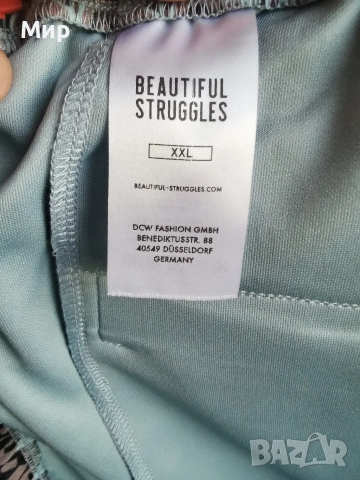 Мир
BEAUTIFUL
STRUGGLES
XXL
BEAUTIFUL-STRUGGLES.COM
DCW FASHION GMBH
BENEDIKTUSSTR. 88
40549 DÜSSELDORF
GERMANY
BAZAR